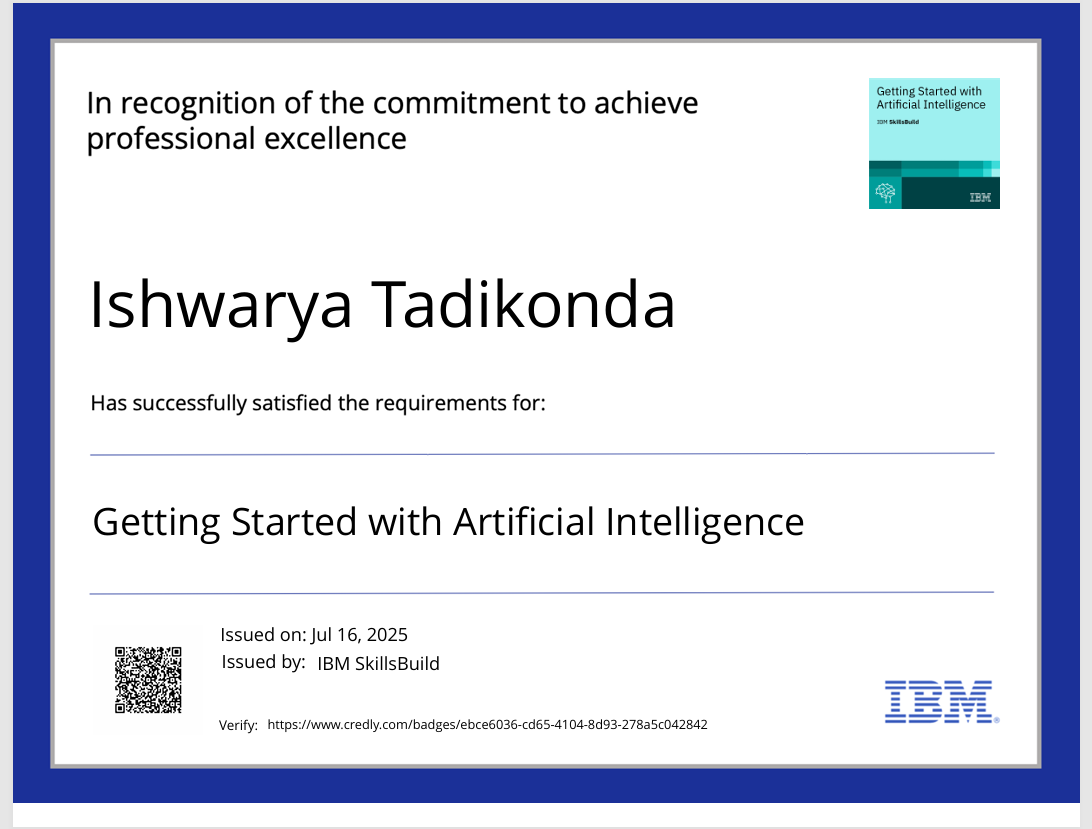 In recognition of the commitment to achieve
professional excellence
Getting Started with
Artificial Intelligence
IBM SkillsBuild
IBM
Ishwarya Tadikonda
Has successfully satisfied the requirements for:
Getting Started with Artificial Intelligence
Issued on: Jul 16, 2025
Issued by: IBM SkillsBuild
Verify: https://www.credly.com/badges/ebce6036-cd65-4104-8d93-278a5c042842
IBM®